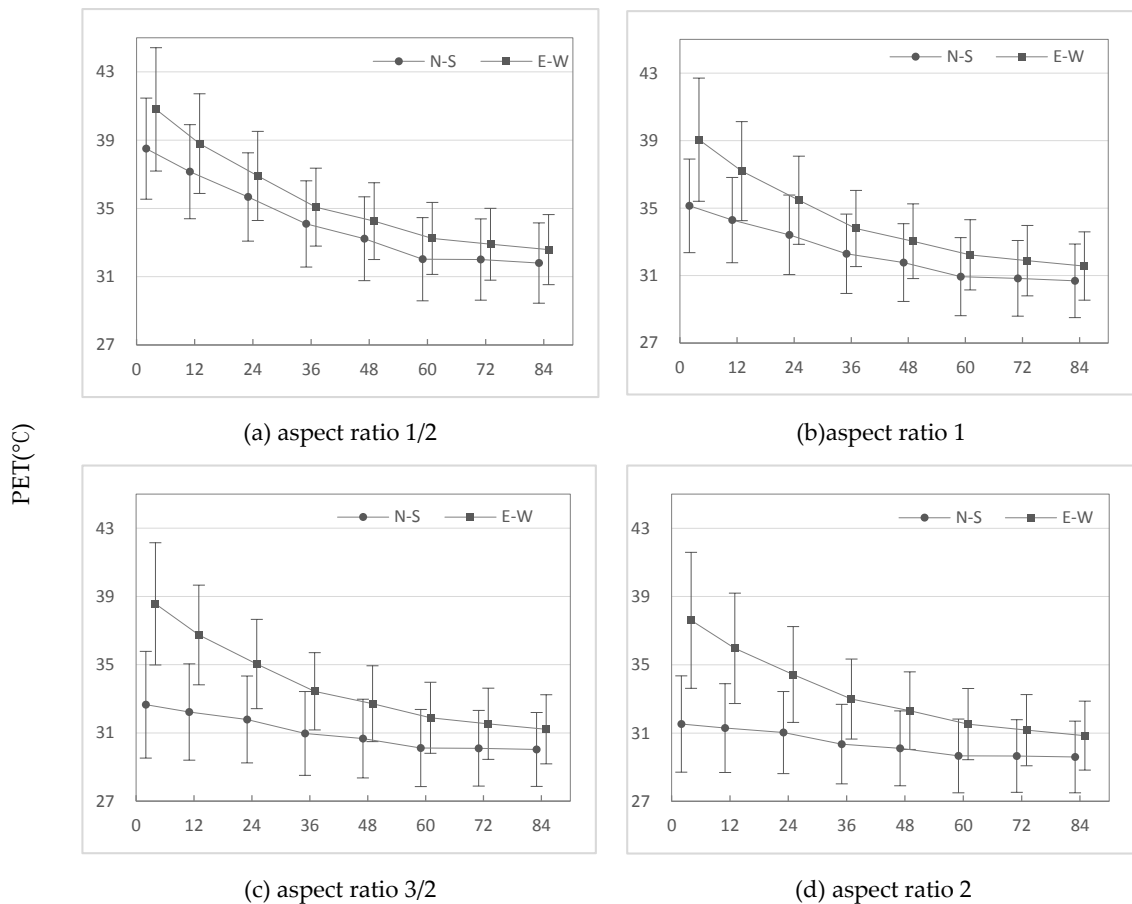 N-S E-W
43
39
35
31
27
0 12 24 36 48 60 72 84
(a) aspect ratio 1/2
N-S E-W
43
39
35
31
27
0 12 24 36 48 60 72 84
(b)aspect ratio 1
PET(°C)
N-S E-W
43
39
35
31
27
0 12 24 36 48 60 72 84
(c) aspect ratio 3/2
N-S E-W
43
39
35
31
27
0 12 24 36 48 60 72 84
(d) aspect ratio 2